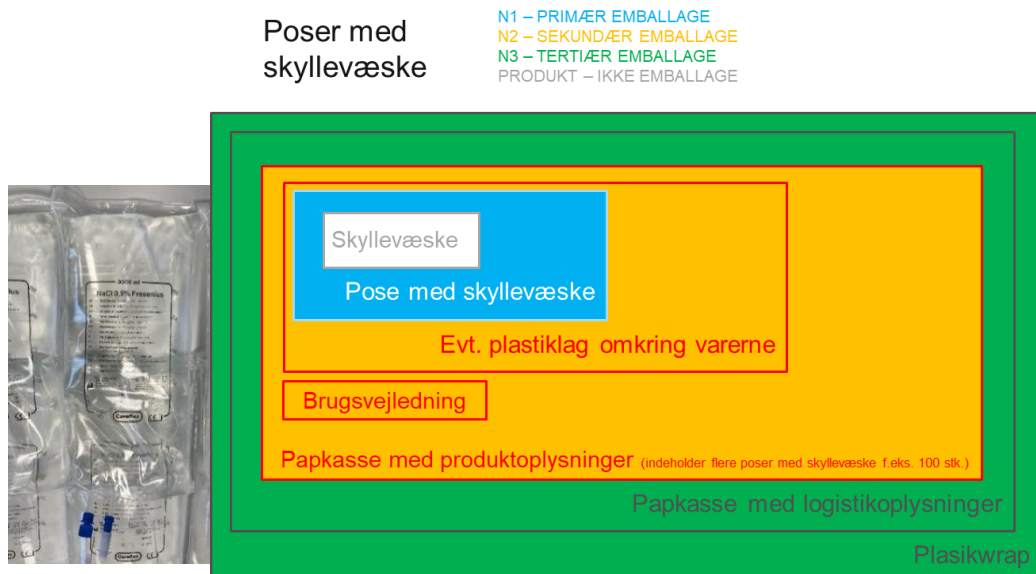 Poser med
skyllevæske
N1 – PRIMÆR EMBALLAGE
N2 – SEKUNDÆR EMBALLAGE
N3 – TERTIÆR EMBALLAGE
PRODUKT – IKKE EMBALLAGE
Skyllevæske
Pose med skyllevæske
Evt. plastiklag omkring varerne
Brugsvejledning
Papkasse med produktoplysninger (indeholder flere poser med skyllevæske f.eks. 100 stk.)
Papkasse med logistikoplysninger
Plasikwrap
3000 ml
NaCl 0,9% Fresenius